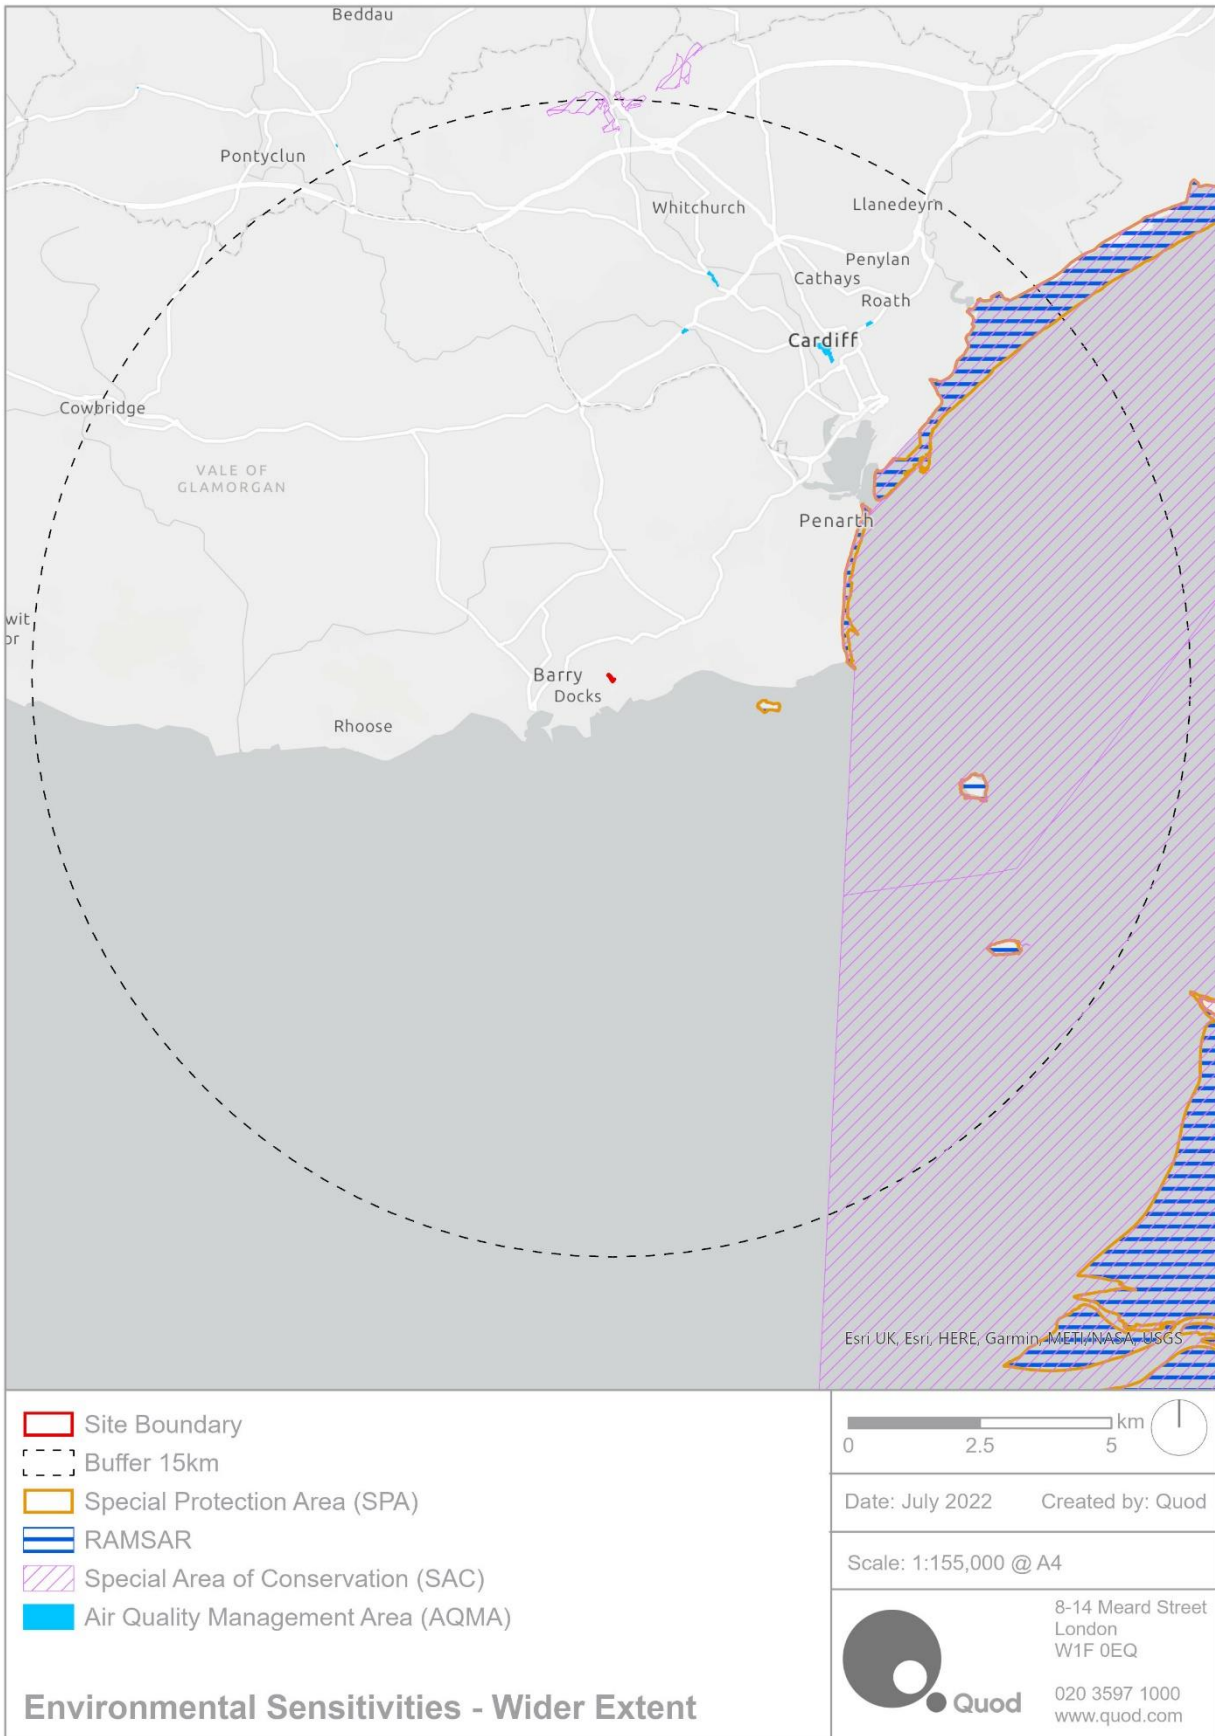 Beddau
Pontyclun
Whitchurch
Llanedeyrn
Penylan
Cathays
Roath
Cardiff
Cowbridge
VALE OF
GLAMORGAN
Penarth
wit
or
Barry
Docks
Rhoose
Esri UK, Esri, HERE, Garmin, METI/NASA, USGS
Site Boundary
Buffer 15km
Special Protection Area (SPA)
RAMSAR
Special Area of Conservation (SAC)
Air Quality Management Area (AQMA)
Environmental Sensitivities - Wider Extent
km
0 2.5 5
Date: July 2022 Created by: Quod
Scale: 1:155,000 @ A4
Quod
8-14 Meard Street
London
W1F 0EQ
020 3597 1000
www.quod.com